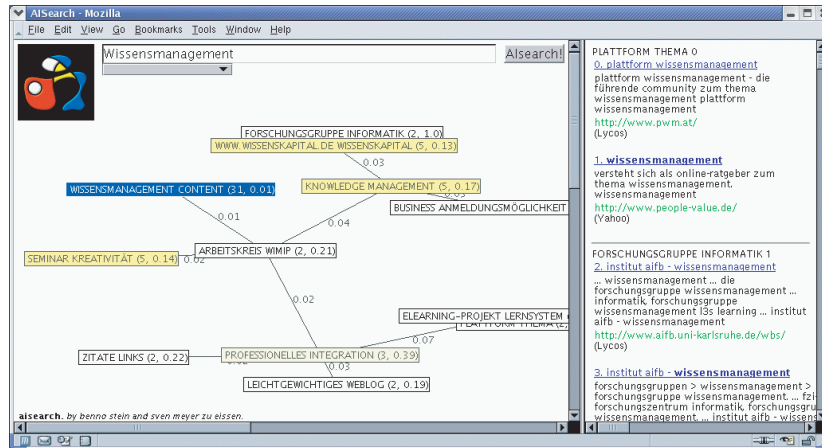 AISearch - Mozilla
File Edit View Go Bookmarks Tools Window Help
Wissensmanagement
AIsearch!
FORSCHUNGSGRUPPE INFORMATIK (2, 1.0)
WWW.WISSENSKAPITAL.DE WISSENSKAPITAL (5, 0.13)
0.03
WISSENSMANAGEMENT CONTENT (31, 0.01)
KNOWLEDGE MANAGEMENT (5, 0.17)
BUSINESS ANMELDUNGSMÖGLICHKEIT
0.01
0.04
ARBEITSKREIS WIMIP (2, 0.21)
SEMINAR KREATIVITÄT (5, 0.14)
0.02
0.02
ELEARNING-PROJEKT LERNSYSTEM
PLATTFORM THEMA (2,
0.07
ZITATE LINKS (2, 0.22)
PROFESSIONELLES INTEGRATION (3, 0.39)
0.03
LEICHTGEWICHTIGES WEBLOG (2, 0.19)
aisearch. by benno stein and sven meyer zu eissen.
PLATTFORM THEMA 0
0. plattform wissensmanagement
plattform wissensmanagement - die
führende community zum thema
wissensmanagement plattform
wissensmanagement
http://www.pwm.at/
(Lycos)
1. wissensmanagement
versteht sich als online-ratgeber zum
thema wissensmanagement.
wissensmanagement
http://www.people-value.de/
(Yahoo)
FORSCHUNGSGRUPPE INFORMATIK 1
2. institut aifb - wissensmanagement
... wissensmanagement ... die
forschungsgruppe wissensmanagement ...
informatik, forschungsgruppe
wissensmanagement l3s learning ... institut
aifb - wissensmanagement
http://www.aifb.uni-karlsruhe.de/wbs/
(Lycos)
3. institut aifb - wissensmanagement
forschungsgruppen > wissensmanagement >
forschungsgruppe wissensmanagement. ... fzi-
forschungszentrum informatik, forschungsgru
wissensmanagement. ... institut aifb - wissens